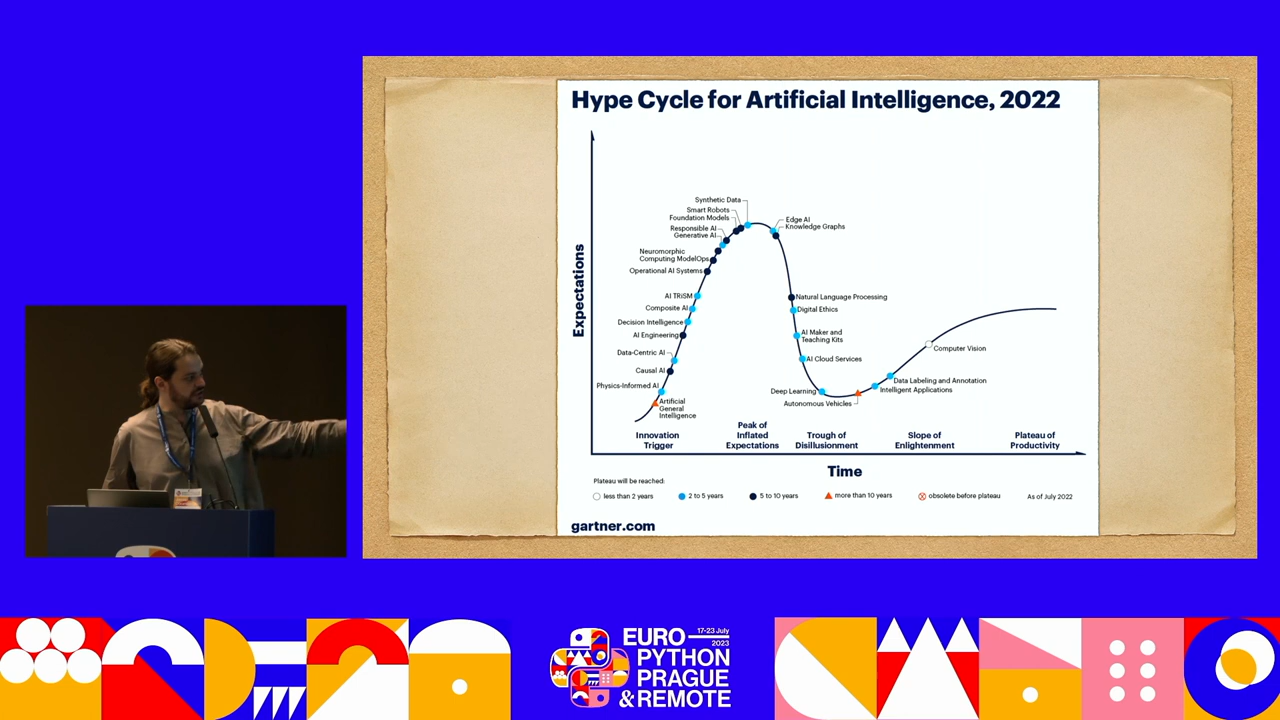 Hype Cycle for Artificial Intelligence, 2022
Expectations
Synthetic Data
Smart Robots
Foundation Models
Responsible AI
Generative AI
Neuromorphic
Computing ModelOps
Operational AI Systems
AI TRiSM
Composite AI
Decision Intelligence
AI Engineering
Data-Centric AI
Causal AI
Physics-Informed AI
Artificial
General
Intelligence
Edge AI
Knowledge Graphs
Natural Language Processing
Digital Ethics
AI Maker and
Teaching Kits
AI Cloud Services
Deep Learning
Autonomous Vehicles
Computer Vision
Data Labeling and Annotation
Intelligent Applications
Innovation
Trigger
Peak of
Inflated
Expectations
Trough of
Disillusionment
Slope of
Enlightenment
Plateau of
Productivity
Time
Plateau will be reached:
less than 2 years
2 to 5 years
5 to 10 years
more than 10 years
obsolete before plateau
As of July 2022
gartner.com
EURO
17-23 July
2023
PYTHON
PRAGUE
& REMOTE